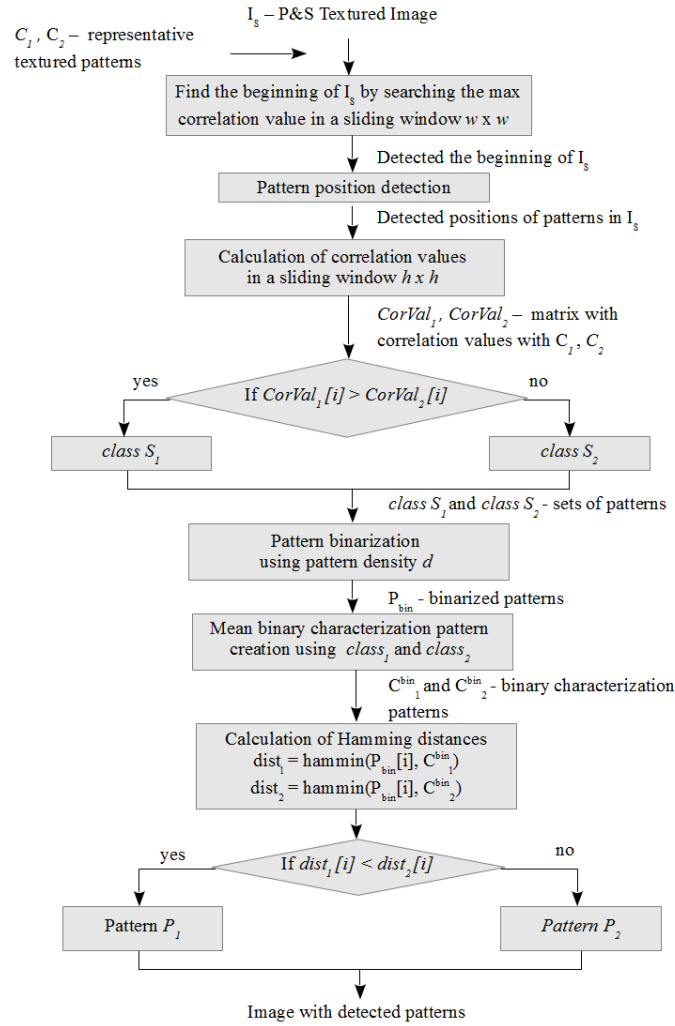 I_s – P&S Textured Image
C_1, C_2 – representative
textured patterns
Find the beginning of I_s by searching the max
correlation value in a sliding window w x w
Detected the beginning of I_s
Pattern position detection
Detected positions of patterns in I_s
Calculation of correlation values
in a sliding window h x h
CorVal_1, CorVal_2 – matrix with
correlation values with C_1, C_2
yes
If CorVal_1[i] > CorVal_2[i]
no
class S_1
class S_2
class S_1 and class S_2 - sets of patterns
Pattern binarization
using pattern density d
P_bin - binarized patterns
Mean binary characterization pattern
creation using class_1 and class_2
C^bin_1 and C^bin_2 - binary characterization
patterns
Calculation of Hamming distances
dist_1 = hammin(P_bin[i], C^bin_1)
dist_2 = hammin(P_bin[i], C^bin_2)
yes
If dist_1[i] < dist_2[i]
no
Pattern P_1
Pattern P_2
Image with detected patterns